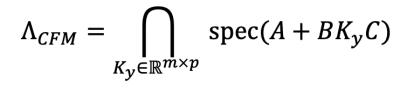 Λ_{CFM} = ⋂_{K_y∈ℝ^{m×p}} spec(A + BK_yC)